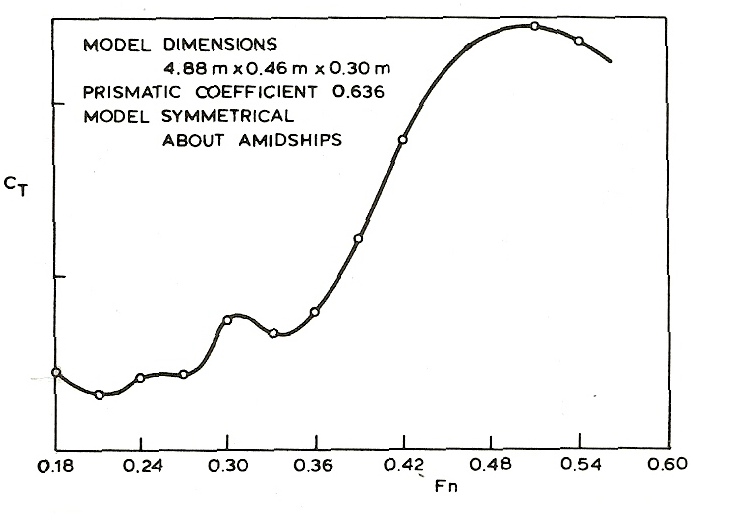 MODEL DIMENSIONS
4.88 m x 0.46 m x 0.30 m
PRISMATIC COEFFICIENT 0.636
MODEL SYMMETRICAL
ABOUT AMIDSHIPS
CT
0.18 0.24 0.30 0.36 0.42 0.48 0.54 0.60
Fn